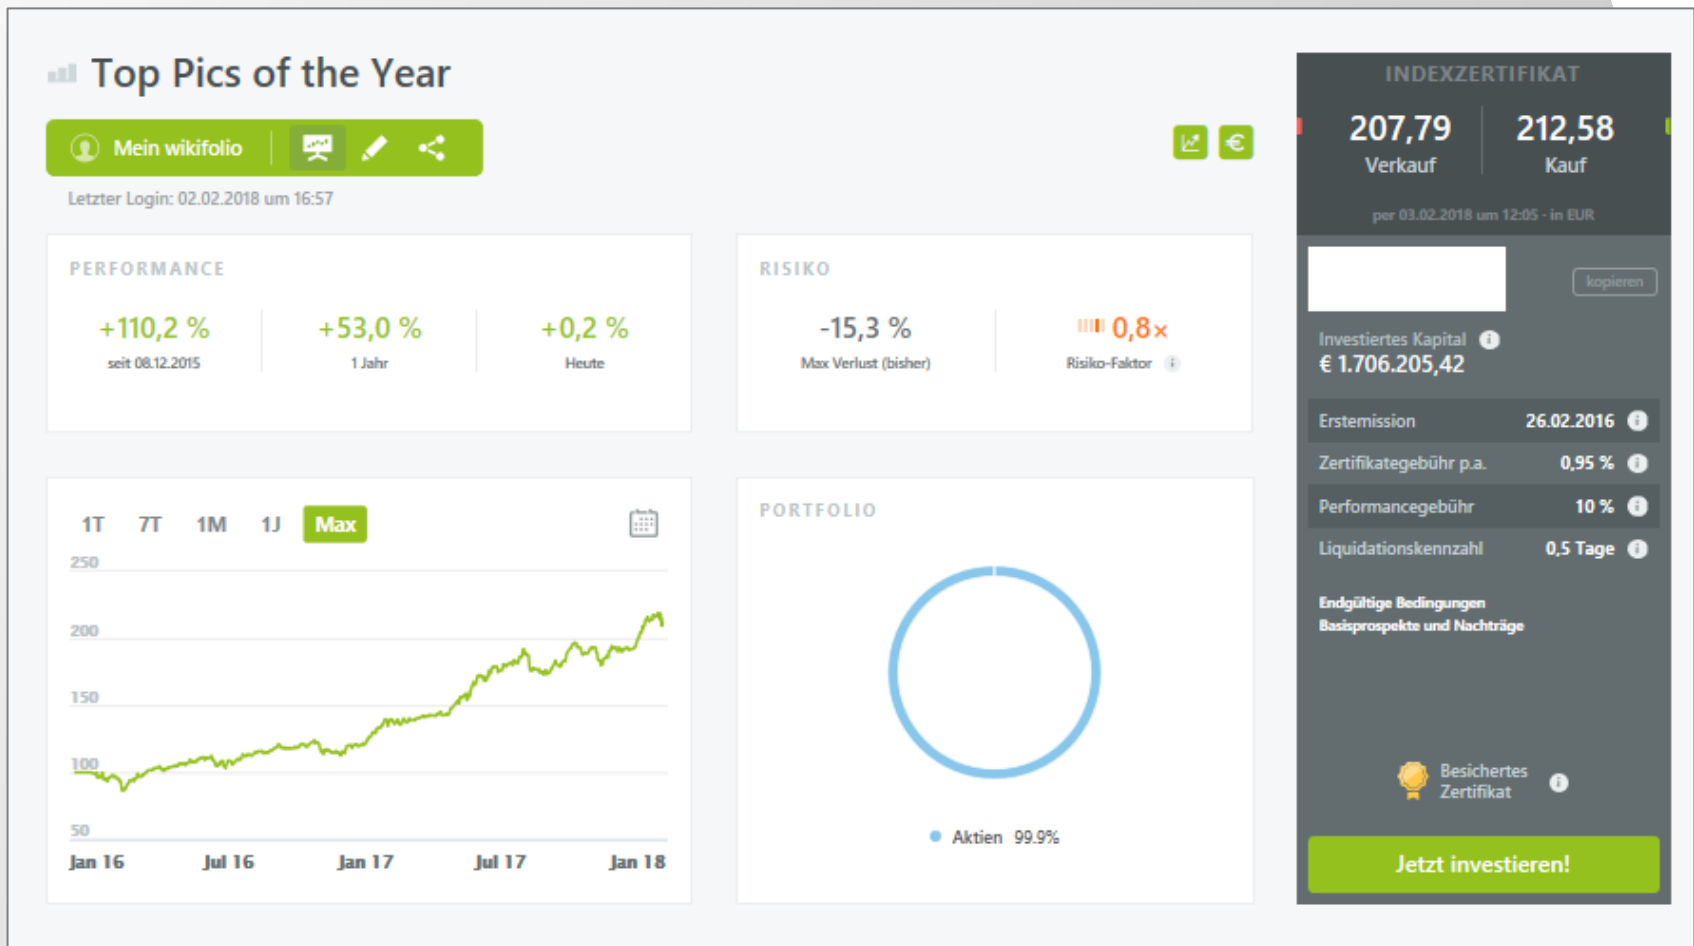 Top Pics of the Year
Mein wikifolio
Letzter Login: 02.02.2018 um 16:57
PERFORMANCE
+110,2 %
seit 08.12.2015
+53,0 %
1 Jahr
+0,2 %
Heute
RISIKO
-15,3 %
Max Verlust (bisher)
0,8×
Risiko-Faktor i
1T 7T 1M 1J Max
250
200
150
100
50
Jan 16 Jul 16 Jan 17 Jul 17 Jan 18
PORTFOLIO
Aktien 99.9%
INDEXZERTIFIKAT
207,79
Verkauf
212,58
Kauf
per 03.02.2018 um 12:05 - in EUR
kopieren
Investiertes Kapital i
€ 1.706.205,42
Erstemission 26.02.2016 i
Zertifikategebühr p.a. 0,95 % i
Performancegebühr 10 % i
Liquidationskennzahl 0,5 Tage i
Endgültige Bedingungen
Basisprospekte und Nachträge
Besichertes
Zertifikat i
Jetzt investieren!